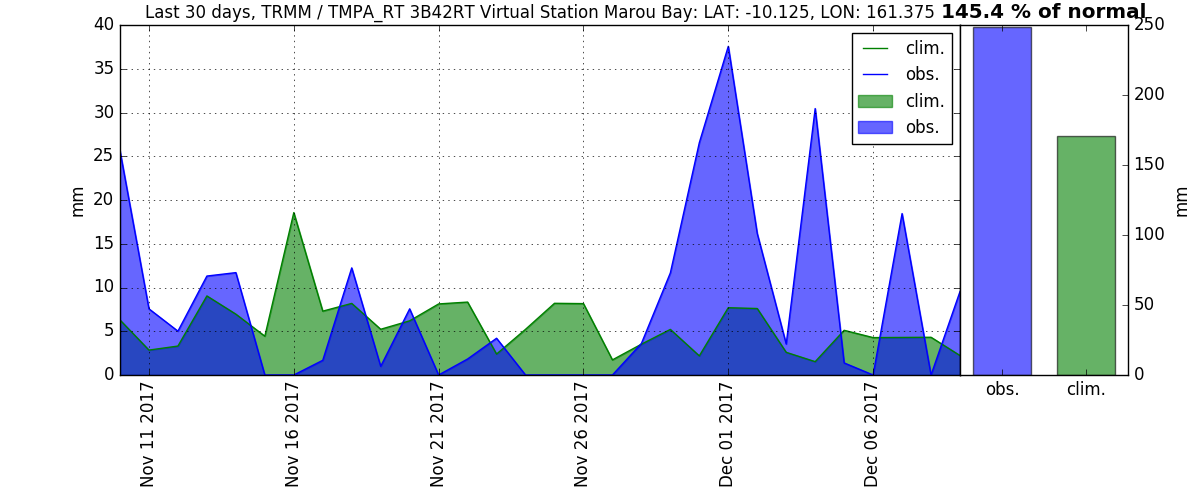 Last 30 days, TRMM / TMPA_RT 3B42RT Virtual Station Marou Bay: LAT: -10.125, LON: 161.375 145.4 % of normal
40
35
30
25
20
15
10
5
0
mm
clim.
obs.
clim.
obs.
250
200
150
100
50
0
mm
obs. clim.
Nov 11 2017
Nov 16 2017
Nov 21 2017
Nov 26 2017
Dec 01 2017
Dec 06 2017